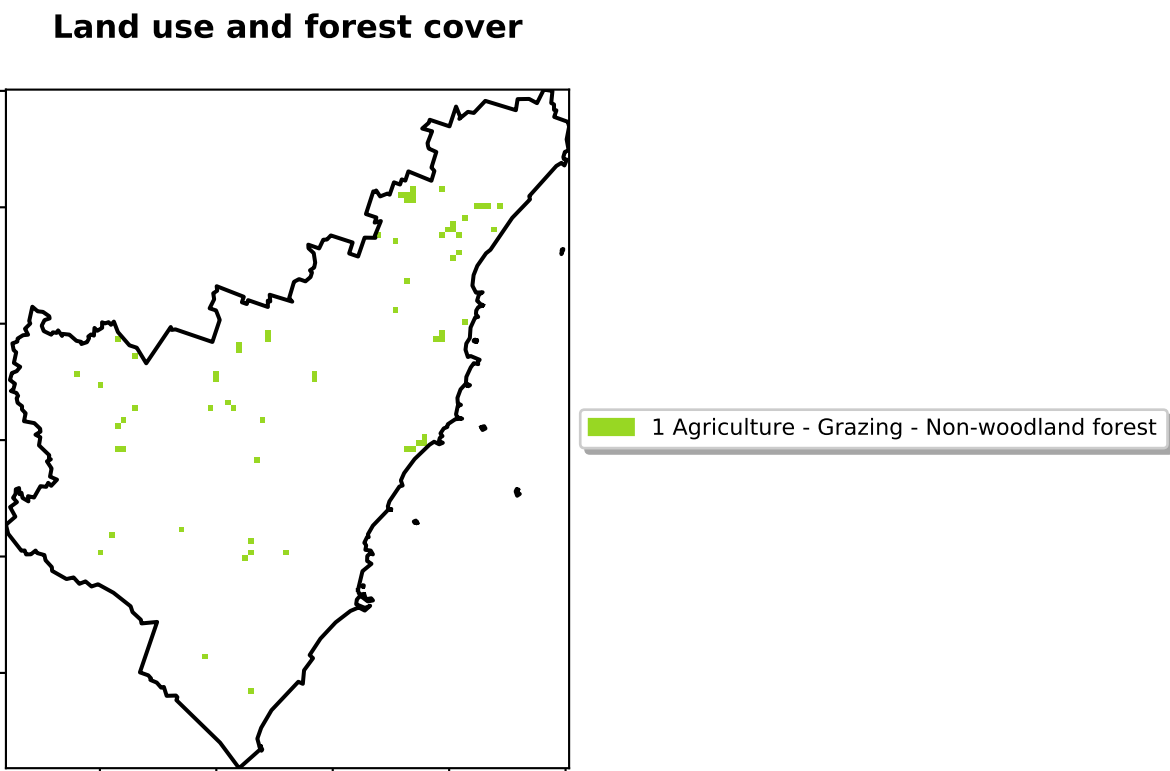 Land use and forest cover
1 Agriculture - Grazing - Non-woodland forest